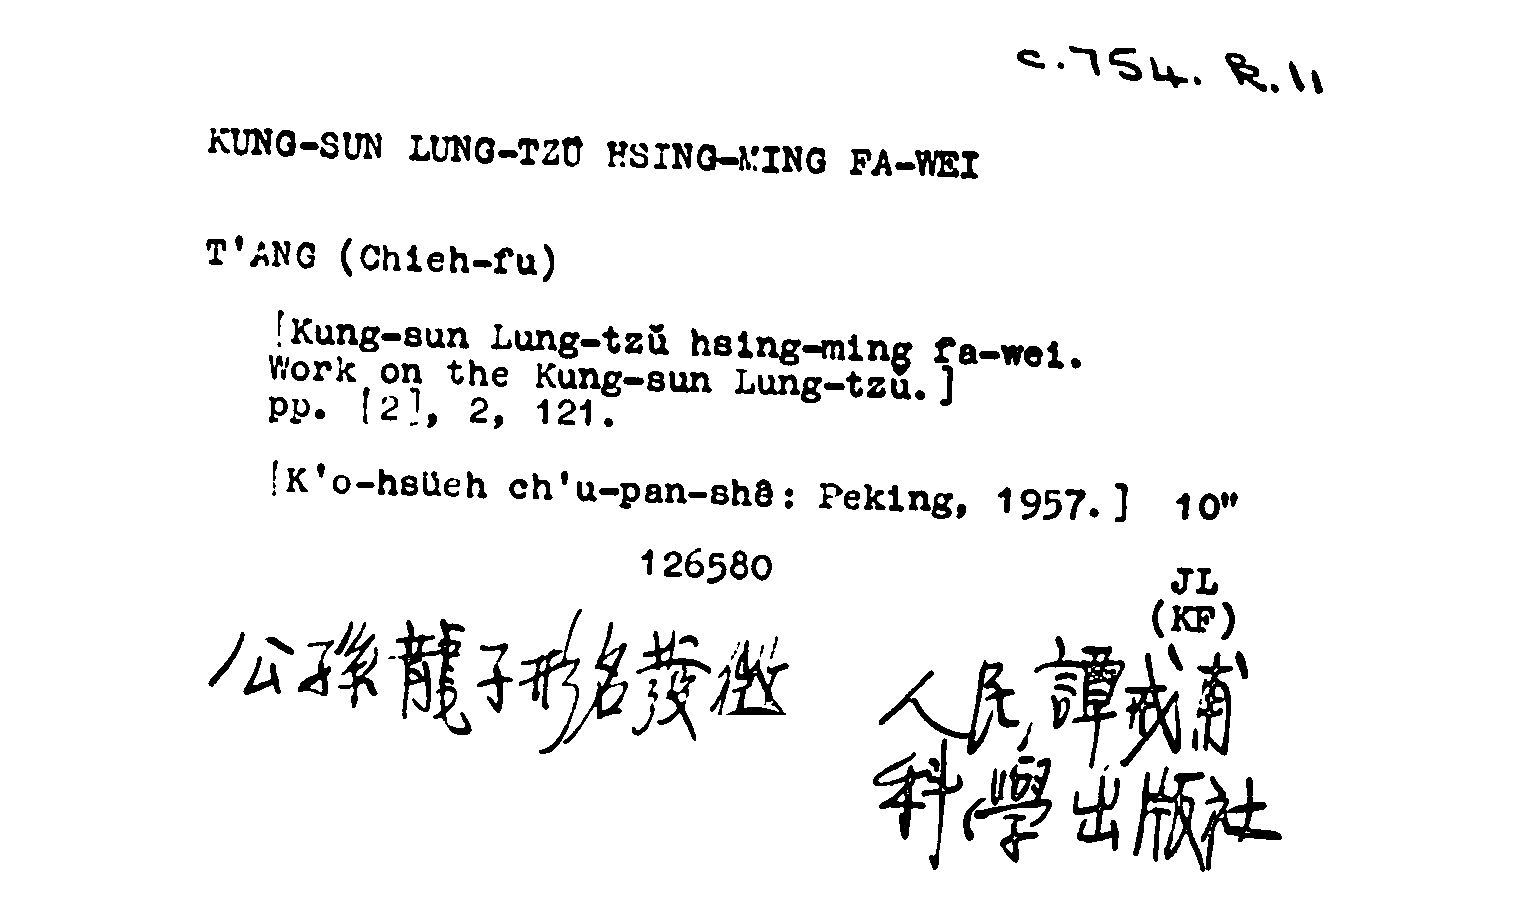 c.754.R.11
KUNG-SUN LUNG-TZŬ HSING-MING FA-WEI
T'ANG (Chieh-fu)
[Kung-sun Lung-tzŭ hsing-ming fa-wei.
Work on the Kung-sun Lung-tzŭ.]
pp. [2], 2, 121.
[K'o-hsüeh ch'u-pan-shê: Peking, 1957.] 10"
126580
JL
(KF)
公孫龍子形名發微
人民,譚戒甫
科學出版社